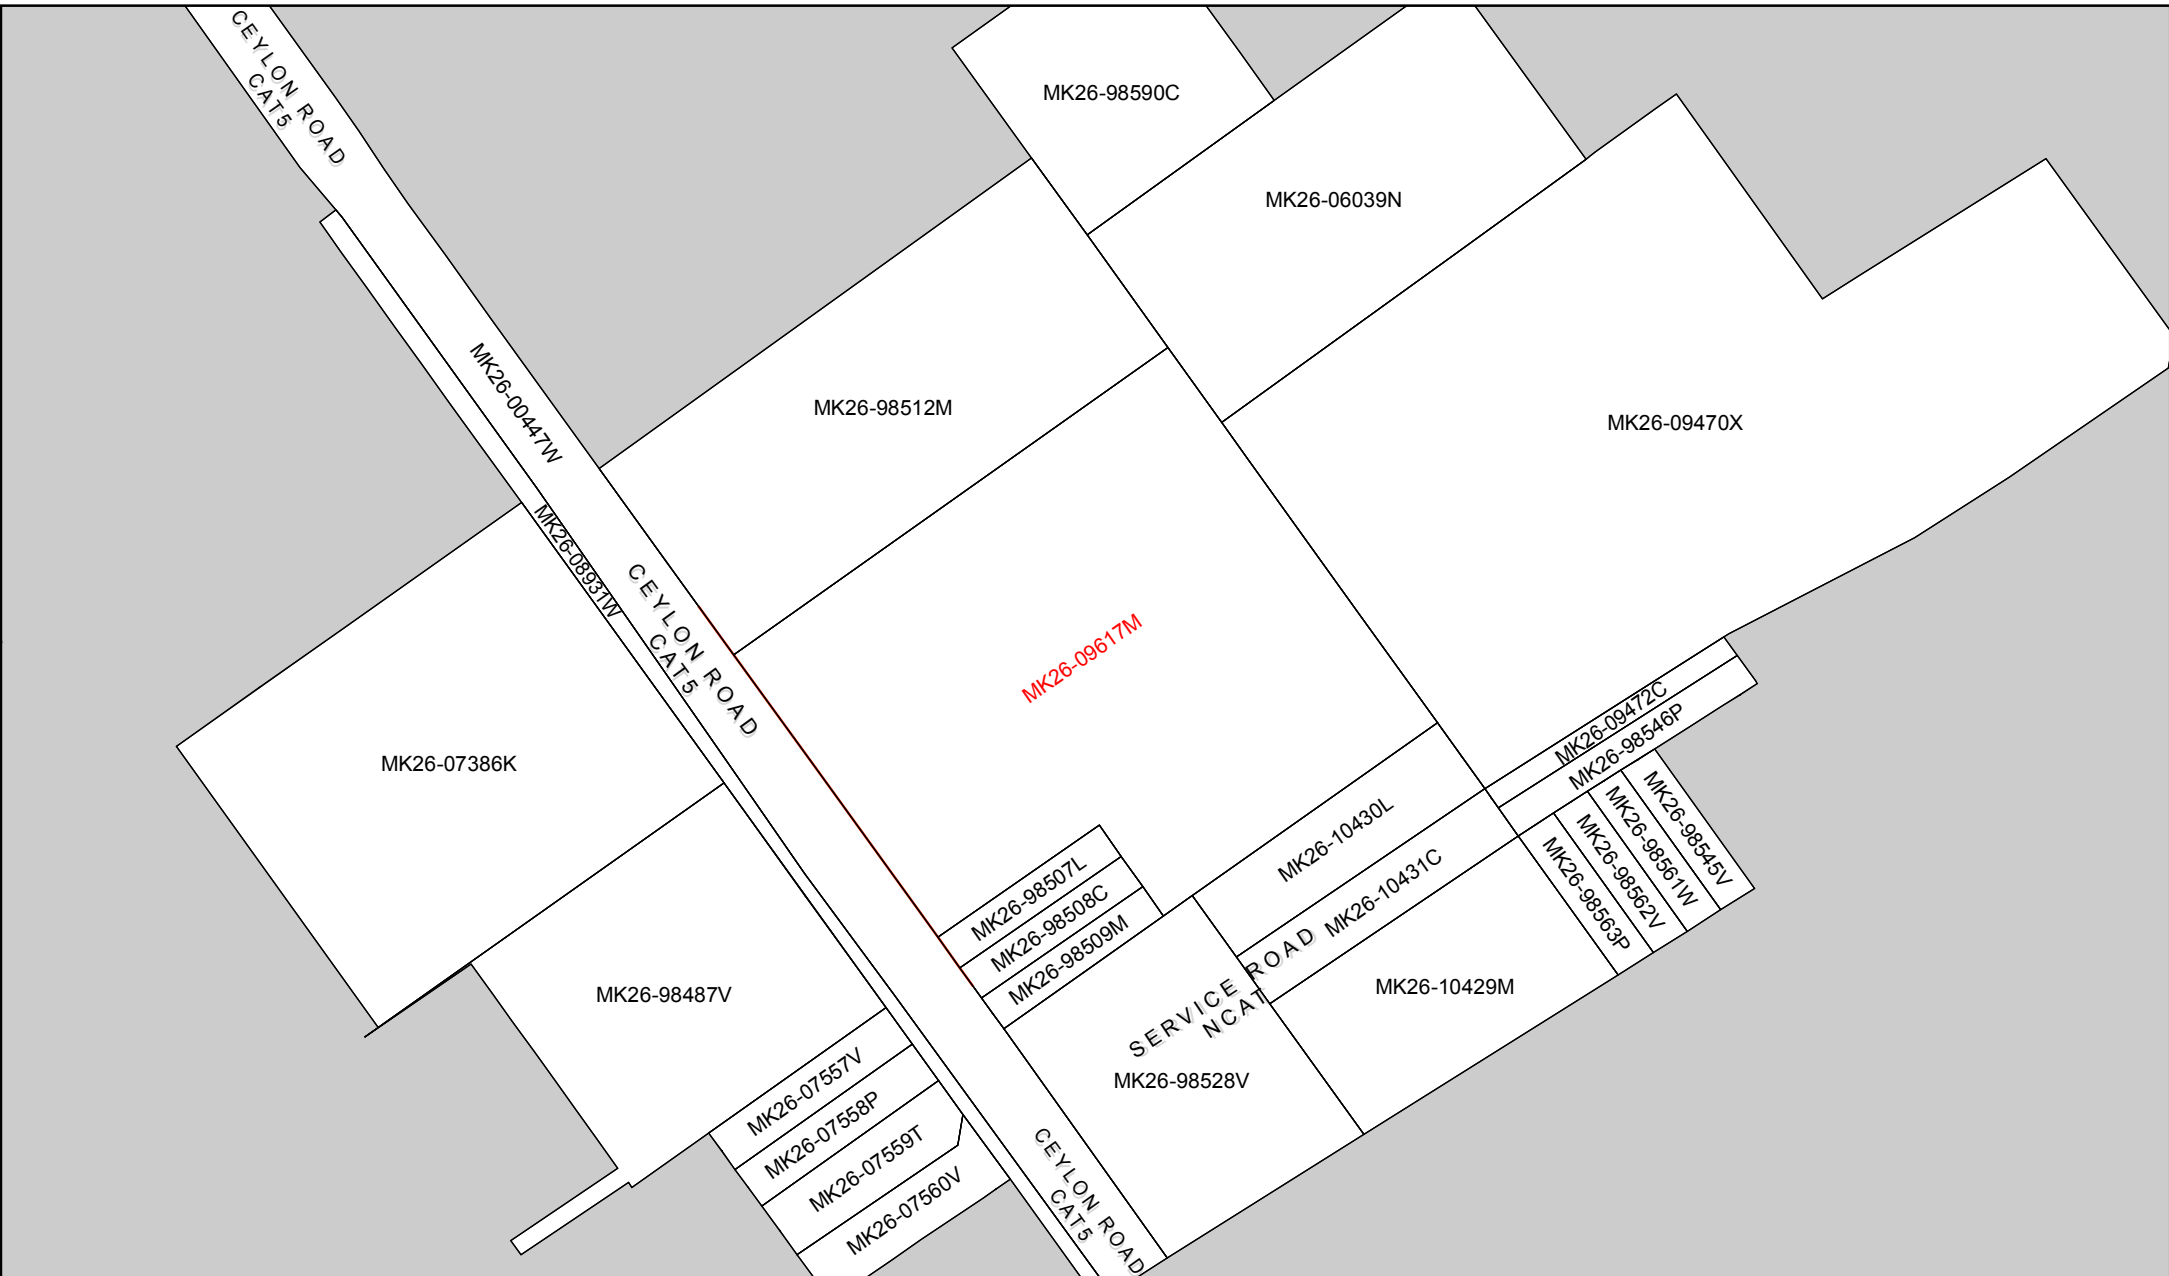 CEYLON ROAD
CAT5
MK26-98590C
MK26-06039N
MK26-00447W
MK26-98512M
MK26-09470X
MK26-08931W
CEYLON ROAD
CAT5
MK26-09617M
MK26-07386K
MK26-09472C
MK26-98546P
MK26-10430L
MK26-98545V
MK26-98561W
MK26-98562V
MK26-98563P
MK26-98507L
MK26-98508C
MK26-98509M
MK26-10431C
SERVICE ROAD
NCAT
MK26-98487V
MK26-10429M
MK26-98528V
MK26-07557V
MK26-07558P
MK26-07559T
MK26-07560V
CEYLON ROAD
CAT5